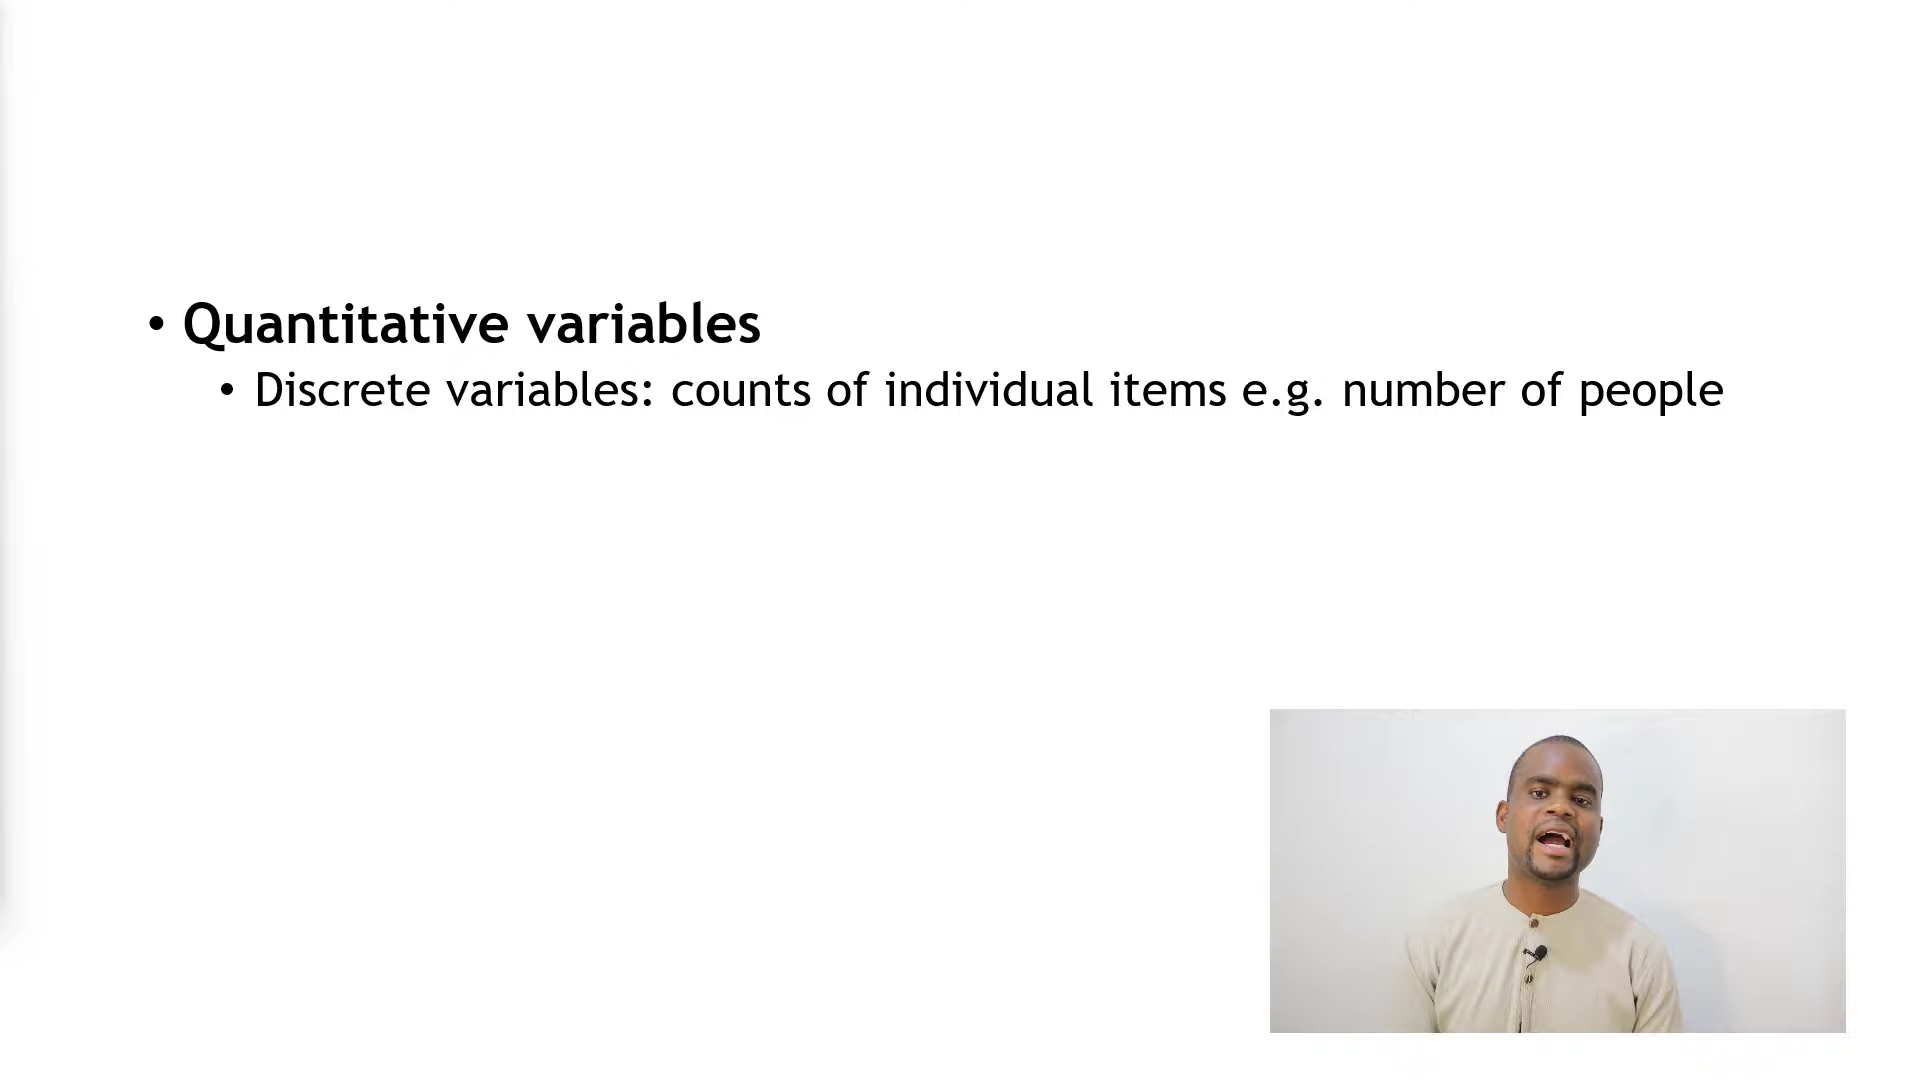 • Quantitative variables
• Discrete variables: counts of individual items e.g. number of people